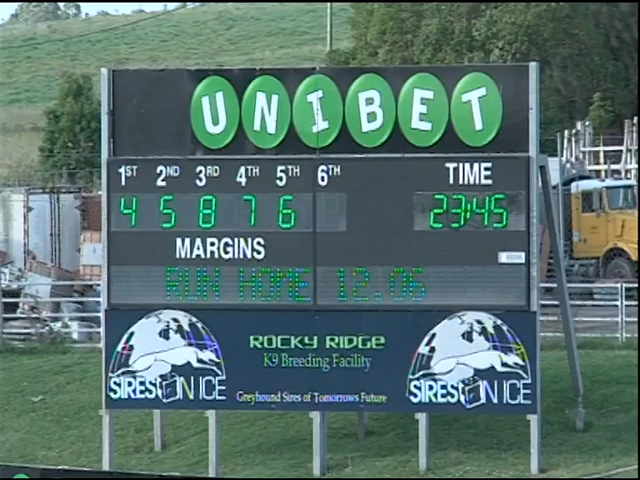 UNIBET
1ST 2ND 3RD 4TH 5TH 6TH TIME
4 5 8 7 6 23:45
MARGINS
RUN HOME 12.06
ROCKY RIDGE
K9 Breeding Facility
SIRES ON ICE
Greyhound Sires of Tomorrows Future
SIRES ON ICE